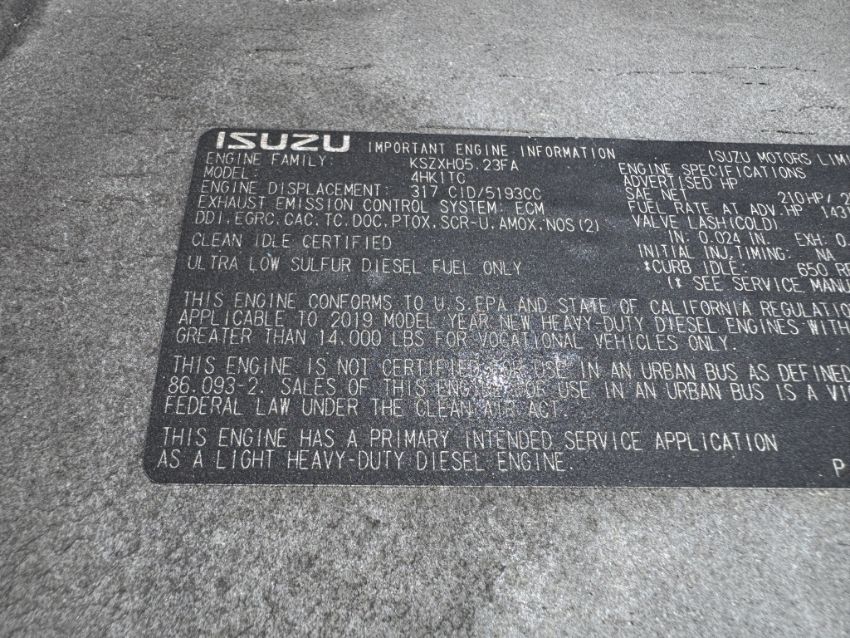 ISUZU IMPORTANT ENGINE INFORMATION ISUZU MOTORS
ENGINE FAMILY: KSZXH05.23FA
MODEL: 4HK1TC
ENGINE DISPLACEMENT: 317 CID/5193CC
EXHAUST EMISSION CONTROL SYSTEM: ECM
DDI,EGRC,CAC,TC,DOC,PTOX,SCR-U,AMOX,NOS(2)
CLEAN IDLE CERTIFIED
ULTRA LOW SULFUR DIESEL FUEL ONLY
ENGINE SPECIFICATIONS
ADVERTISED HP
SAE NET 210HP/
FUEL RATE AT ADV.HP
VALVE LASH(COLD)
IN: 0.024 IN. EXH:
INITIAL INJ,TIMING: NA
*CURB IDLE: 650
(* SEE SERVICE
THIS ENGINE CONFORMS TO U.S.EPA AND STATE OF CALIFORNIA
APPLICABLE TO 2019 MODEL YEAR NEW HEAVY-DUTY DIESEL ENGINES
GREATER THAN 14,000 LBS FOR VOCATIONAL VEHICLES ONLY.
THIS ENGINE IS NOT CERTIFIED FOR USE IN AN URBAN BUS AS DEFINED
86.093-2. SALES OF THIS ENGINE FOR USE IN AN URBAN BUS IS A
FEDERAL LAW UNDER THE CLEAN AIR ACT.
THIS ENGINE HAS A PRIMARY INTENDED SERVICE APPLICATION
AS A LIGHT HEAVY-DUTY DIESEL ENGINE. P